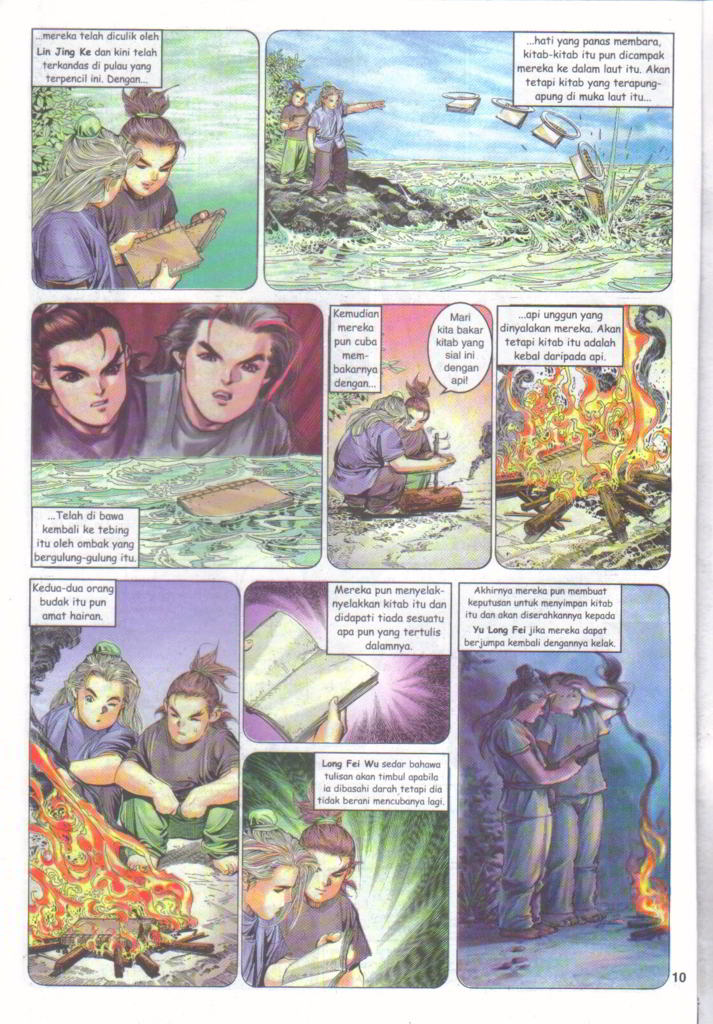 ...mereka telah diculik oleh
Lin Jing Ke dan kini telah
terkandas di pulau yang
terpencil ini. Dengan...
...hati yang panas membara,
kitab-kitab itu pun dicampak
mereka ke dalam laut itu. Akan
tetapi kitab yang terapung-
apung di muka laut itu...
...Telah di bawa
kembali ke tebing
itu oleh ombak yang
bergulung-gulung itu.
Kemudian
mereka
pun cuba
mem-
bakarnya
dengan...
Mari
kita bakar
kitab yang
sial ini
dengan
api!
...api unggun yang
dinyalakan mereka. Akan
tetapi kitab itu adalah
kebal daripada api.
Kedua-dua orang
budak itu pun
amat hairan.
Mereka pun menyelak-
nyelakkan kitab itu dan
didapati tiada sesuatu
apa pun yang tertulis
dalamnya.
Long Fei Wu sedar bahawa
tulisan akan timbul apabila
ia dibasahi darah tetapi dia
tidak berani mencubanya lagi.
Akhirnya mereka pun membuat
keputusan untuk menyimpan kitab
itu dan akan diserahkannya kepada
Yu Long Fei jika mereka dapat
berjumpa kembali dengannya kelak.
10